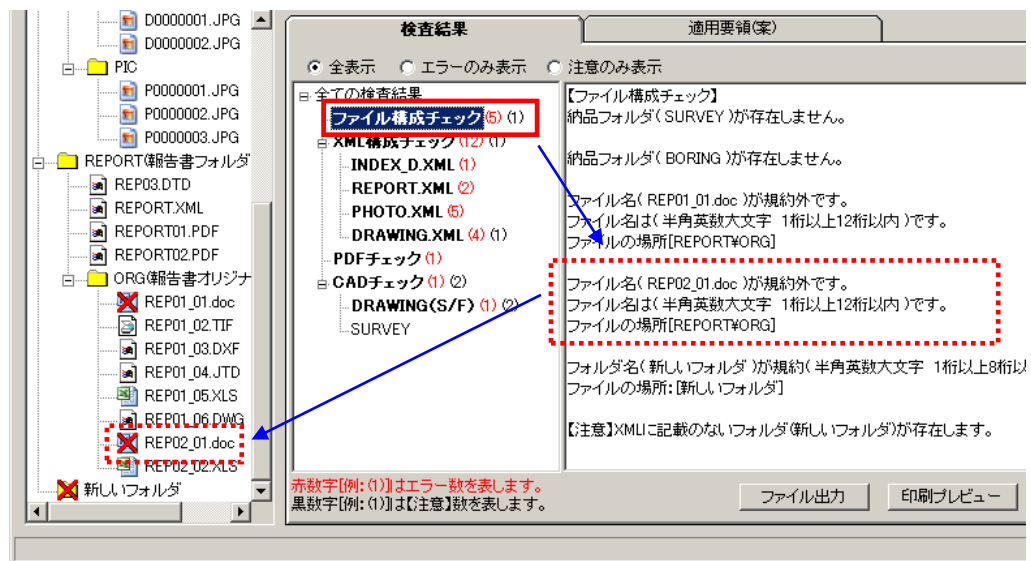 D0000001.JPG
D0000002.JPG
PIC
P0000001.JPG
P0000002.JPG
P0000003.JPG
REPORT(報告書フォルダ
REP03.DTD
REPORT.XML
REPORT01.PDF
REPORT02.PDF
ORG(報告書オリジナ
REP01_01.doc
REP01_02.TIF
REP01_03.DXF
REP01_04.JTD
REP01_05.XLS
REP01_06.DWG
REP02_01.doc
REP02_02.XLS
新しいフォルダ
検査結果
適用要領(案)
全表示 エラーのみ表示 注意のみ表示
全ての検査結果
ファイル構成チェック(5) (1)
XML構成チェック(12) (1)
INDEX_D.XML (1)
REPORT.XML (2)
PHOTO.XML (5)
DRAWING.XML (4) (1)
PDFチェック(1)
CADチェック(1) (2)
DRAWING(S/F) (1) (2)
SURVEY
【ファイル構成チェック】
納品フォルダ( SURVEY )が存在しません。
納品フォルダ( BORING )が存在しません。
ファイル名( REP01_01.doc )が規約外です。
ファイル名は( 半角英数大文字 1桁以上12桁以内 )です。
ファイルの場所[REPORT¥ORG]
ファイル名( REP02_01.doc )が規約外です。
ファイル名は( 半角英数大文字 1桁以上12桁以内 )です。
ファイルの場所[REPORT¥ORG]
フォルダ名( 新しいフォルダ )が規約( 半角英数大文字 1桁以上8桁以
ファイルの場所:[新しいフォルダ]
【注意】XMLに記載のないフォルダ(新しいフォルダ)が存在します。
赤数字[例: (1)]はエラー数を表します。
黒数字[例: (1)]は【注意】数を表します。
ファイル出力
印刷プレビュー